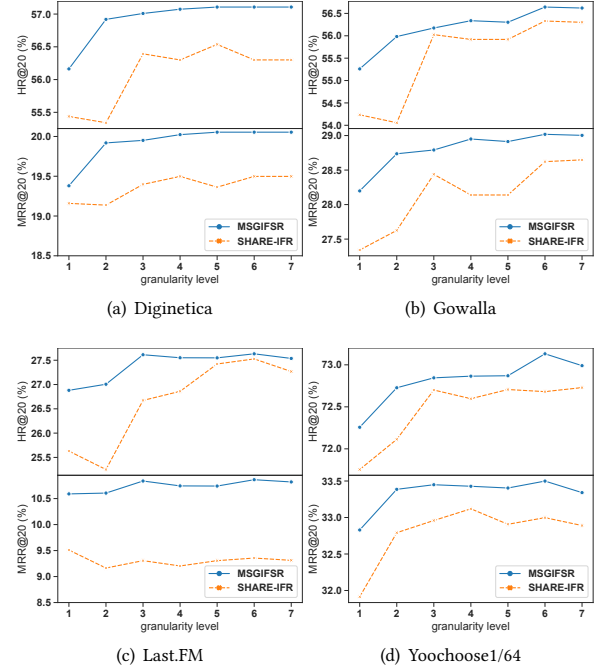 57.0
56.5
56.0
55.5
HR@20 (%)
20.0
19.5
19.0
18.5
MRR@20 (%)
MSGIFSR
SHARE-IFR
1 2 3 4 5 6 7
granularity level
(a) Diginetica
56.5
56.0
55.5
55.0
54.5
54.0
HR@20 (%)
29.0
28.5
28.0
27.5
MRR@20 (%)
MSGIFSR
SHARE-IFR
1 2 3 4 5 6 7
granularity level
(b) Gowalla
27.5
27.0
26.5
26.0
25.5
HR@20 (%)
10.5
10.0
9.5
9.0
8.5
MRR@20 (%)
MSGIFSR
SHARE-IFR
1 2 3 4 5 6 7
granularity level
(c) Last.FM
73.0
72.5
72.0
HR@20 (%)
33.5
33.0
32.5
32.0
MRR@20 (%)
MSGIFSR
SHARE-IFR
1 2 3 4 5 6 7
granularity level
(d) Yoochoose1/64